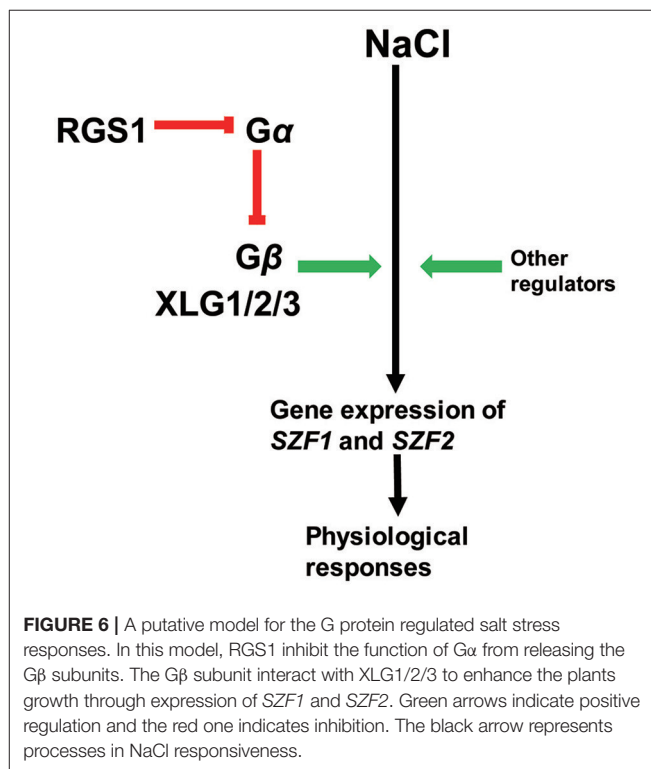 NaCl
RGS1
Gα
Gβ
XLG1/2/3
Other
regulators
Gene expression of
SZF1 and SZF2
Physiological
responses
FIGURE 6 | A putative model for the G protein regulated salt stress
responses. In this model, RGS1 inhibit the function of Gα from releasing the
Gβ subunits. The Gβ subunit interact with XLG1/2/3 to enhance the plants
growth through expression of SZF1 and SZF2. Green arrows indicate positive
regulation and the red one indicates inhibition. The black arrow represents
processes in NaCl responsiveness.